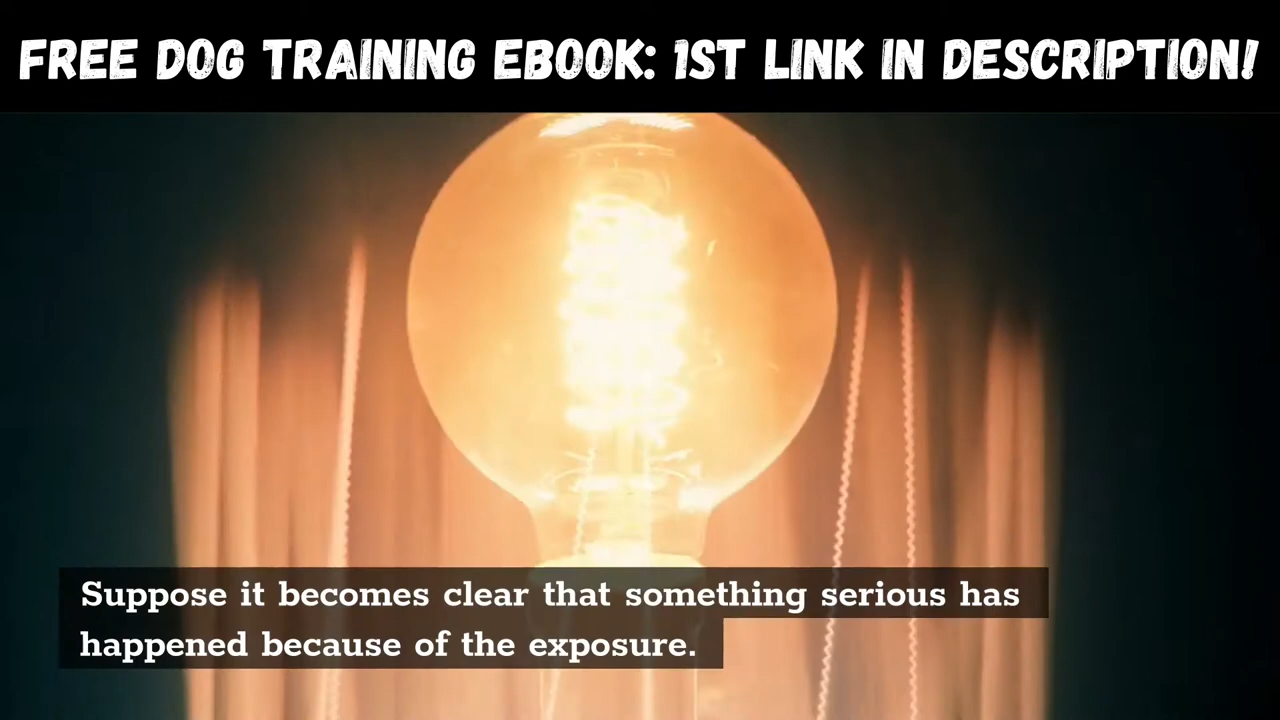 FREE DOG TRAINING EBOOK: 1ST LINK IN DESCRIPTION!
Suppose it becomes clear that something serious has
happened because of the exposure.